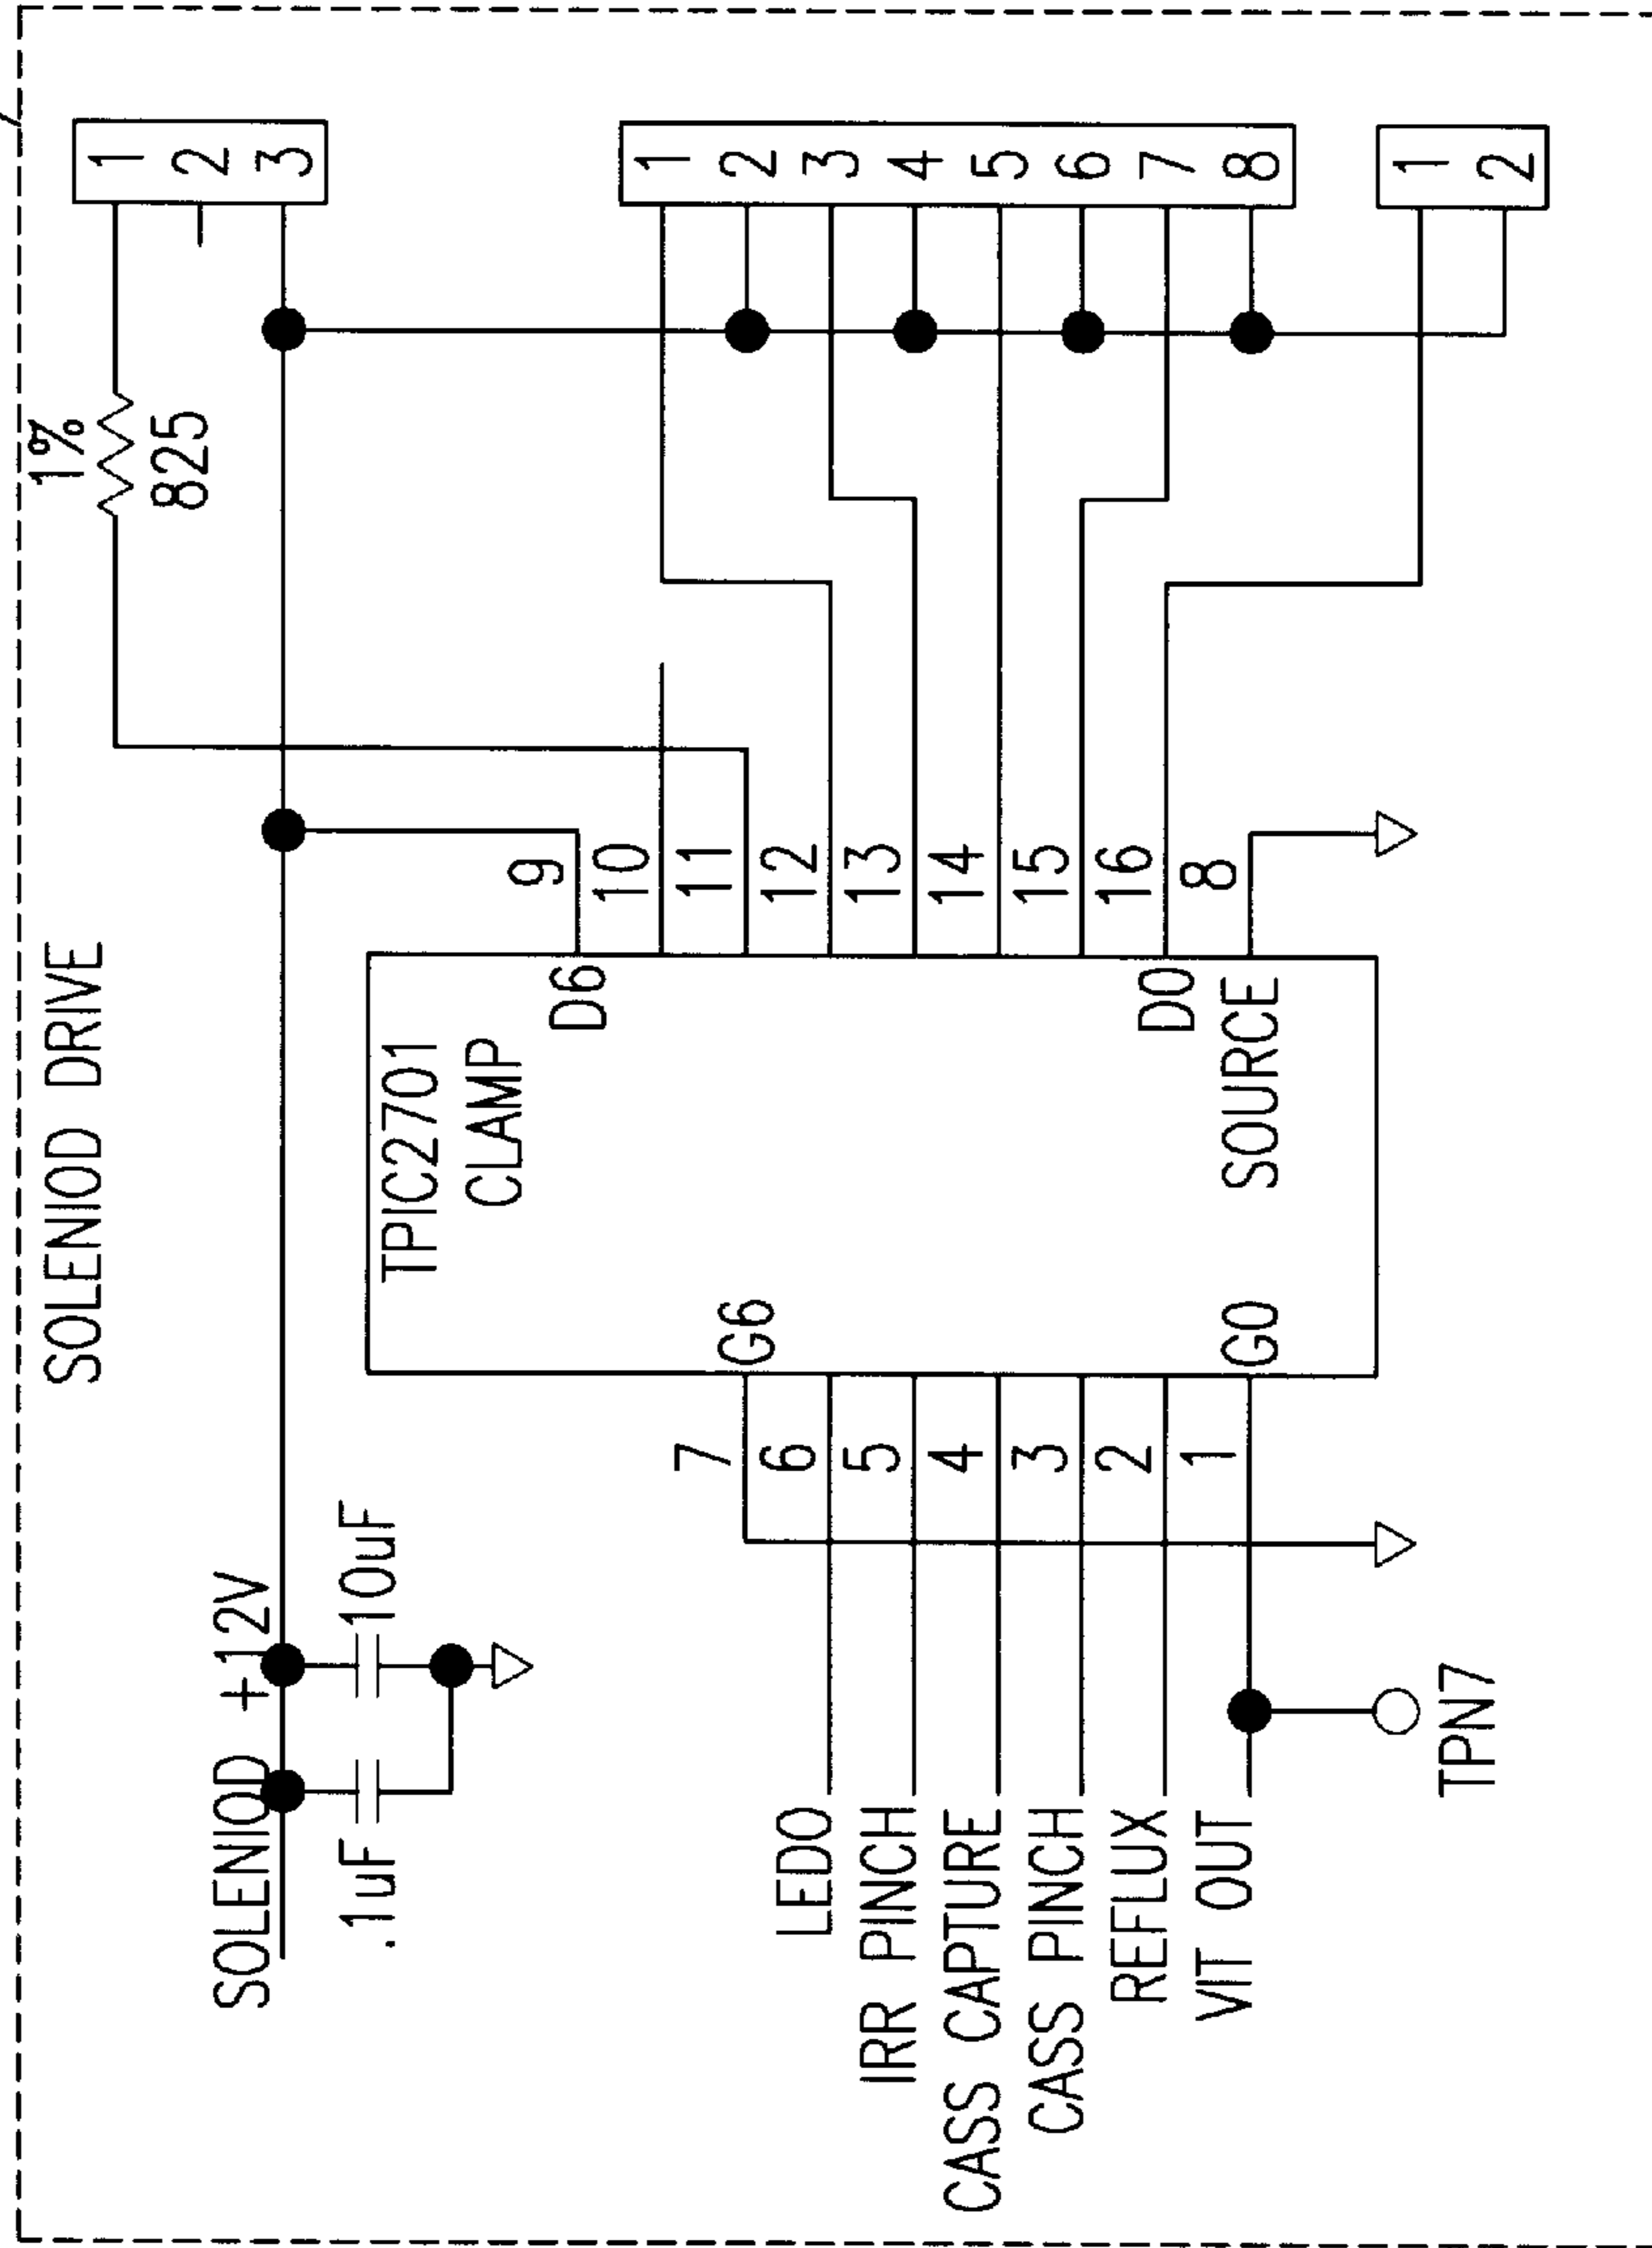 SOLENIOD DRIVE
SOLENIOD +12V
.1uF
10uF
1%
825
1
2
3
TPIC2701
CLAMP
D6
9
10
G6
7
11
LEDO
6
12
IRR PINCH
5
13
CASS CAPTURE
4
14
CASS PINCH
3
15
REFLUX
2
D0
16
VIT OUT
1
G0
SOURCE
8
TPN7
1
2
3
4
5
6
7
8
1
2